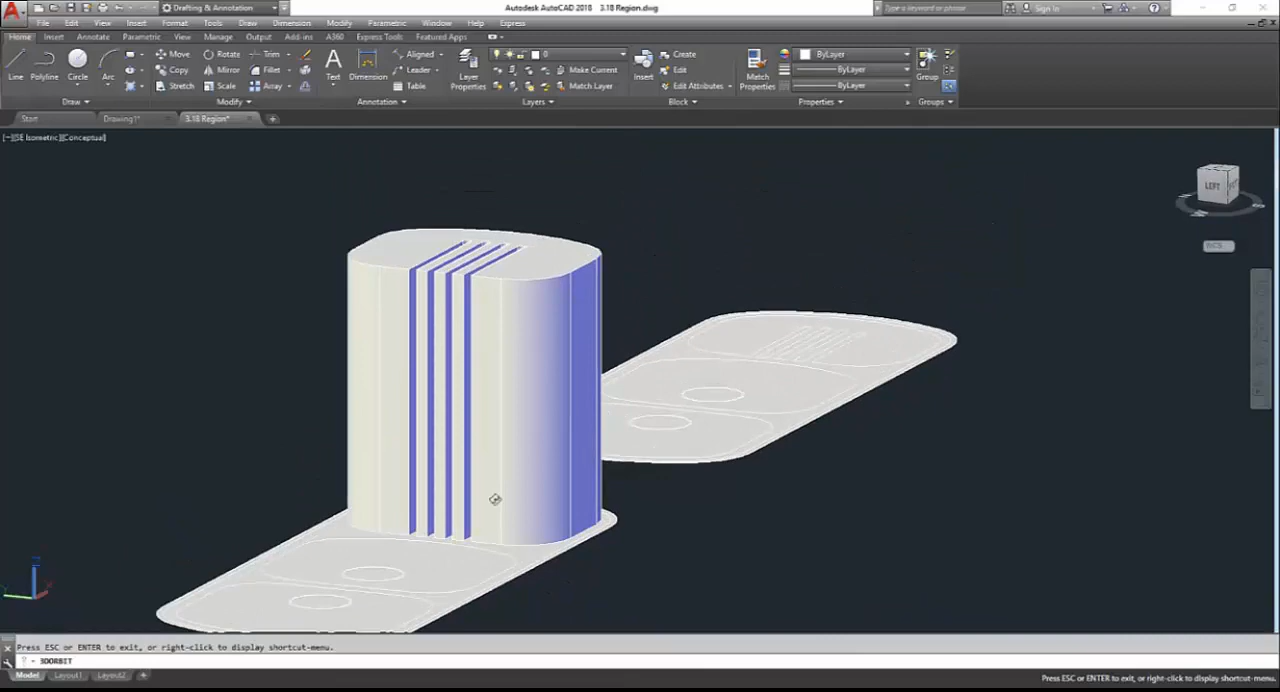 Autodesk AutoCAD 2018 3.18 Region.dwg
Drafting & Annotation
Type a keyword or phrase
Sign In
File Edit View Insert Format Tools Draw Dimension Modify Parametric Window Help Express
Home Insert Annotate Parametric View Manage Output Add-ins A360 Express Tools Featured Apps
Line Polyline Circle Arc
Move Rotate Trim
Copy Mirror Fillet
Stretch Scale Array
Text Dimension
Aligned
Leader
Table
Layer Properties
0
Make Current
Match Layer
Insert
Create
Edit
Edit Attributes
Match Properties
ByLayer
ByLayer
ByLayer
Group
Draw Modify Annotation Layers Block Properties Groups
Start Drawing1* 3.18 Region*
[−][SE Isometric][Conceptual]
LEFT
WCS
Press ESC or ENTER to exit, or right-click to display shortcut-menu.
3DORBIT
Model Layout1 Layout2
Press ESC or ENTER to exit, or right-click to display shortcut-menu.